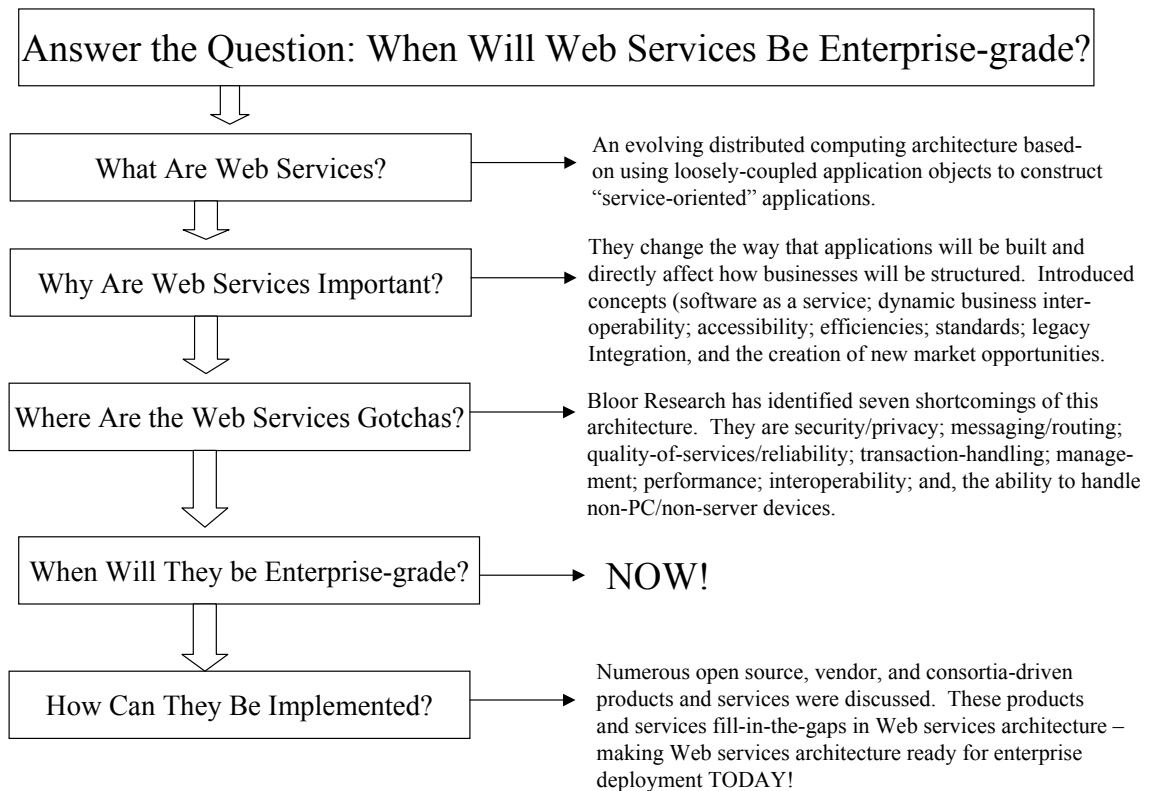 Answer the Question: When Will Web Services Be Enterprise-grade?
What Are Web Services?
An evolving distributed computing architecture based-
on using loosely-coupled application objects to construct
“service-oriented” applications.
Why Are Web Services Important?
They change the way that applications will be built and
directly affect how businesses will be structured.  Introduced
concepts (software as a service; dynamic business inter-
operability; accessibility; efficiencies; standards; legacy
Integration, and the creation of new market opportunities.
Where Are the Web Services Gotchas?
Bloor Research has identified seven shortcomings of this
architecture.  They are security/privacy; messaging/routing;
quality-of-services/reliability; transaction-handling; manage-
ment; performance; interoperability; and, the ability to handle
non-PC/non-server devices.
When Will They be Enterprise-grade?
NOW!
How Can They Be Implemented?
Numerous open source, vendor, and consortia-driven
products and services were discussed.  These products
and services fill-in-the-gaps in Web services architecture –
making Web services architecture ready for enterprise
deployment TODAY!